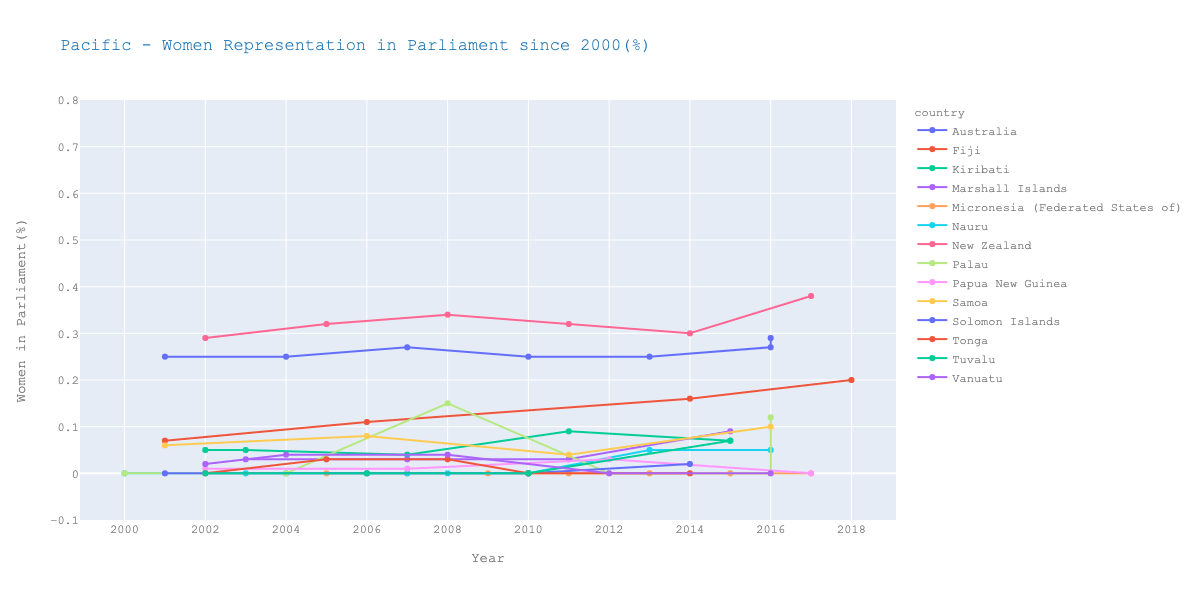 Pacific - Women Representation in Parliament since 2000(%)
Women in Parliament(%)
0.8
0.7
0.6
0.5
0.4
0.3
0.2
0.1
0
−0.1
2000 2002 2004 2006 2008 2010 2012 2014 2016 2018
Year
country
Australia
Fiji
Kiribati
Marshall Islands
Micronesia (Federated States of)
Nauru
New Zealand
Palau
Papua New Guinea
Samoa
Solomon Islands
Tonga
Tuvalu
Vanuatu